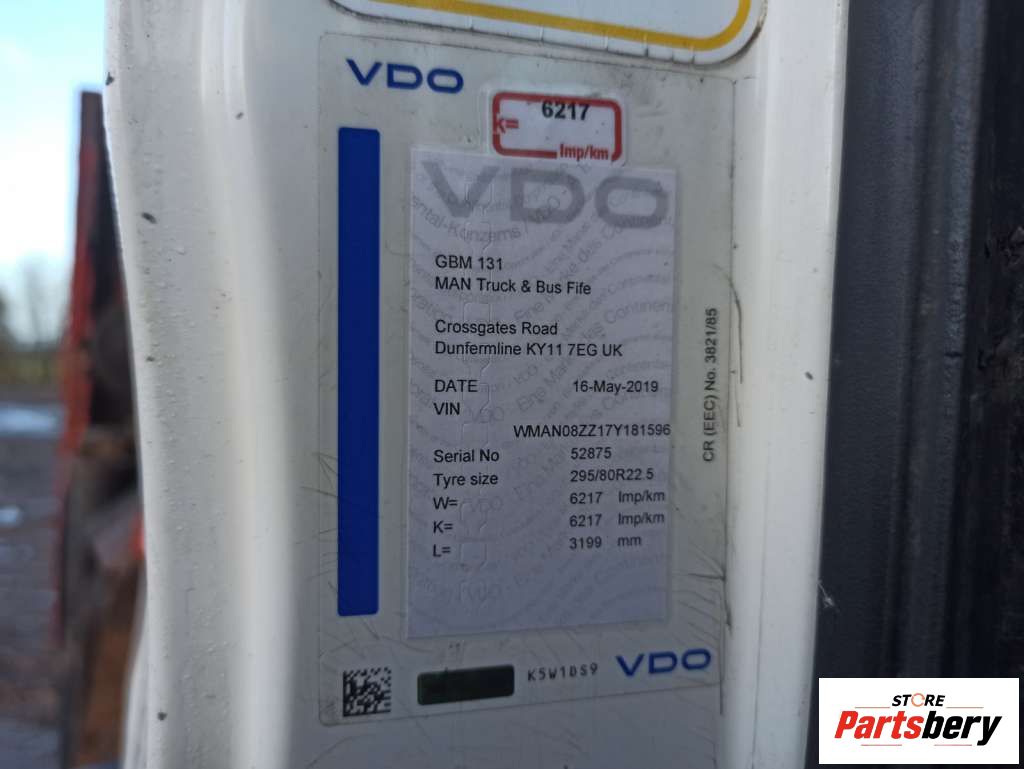 VDO
6217
k=
Imp/km
VDO
GBM 131
MAN Truck & Bus Fife
Crossgates Road
Dunfermline KY11 7EG UK
DATE 16-May-2019
VIN
WMAN08ZZ17Y181596
Serial No 52875
Tyre size 295/80R22.5
W= 6217 Imp/km
K= 6217 Imp/km
L= 3199 mm
CR (EEC) No. 3821/85
K5W1DS9
VDO
STORE
Partsbery